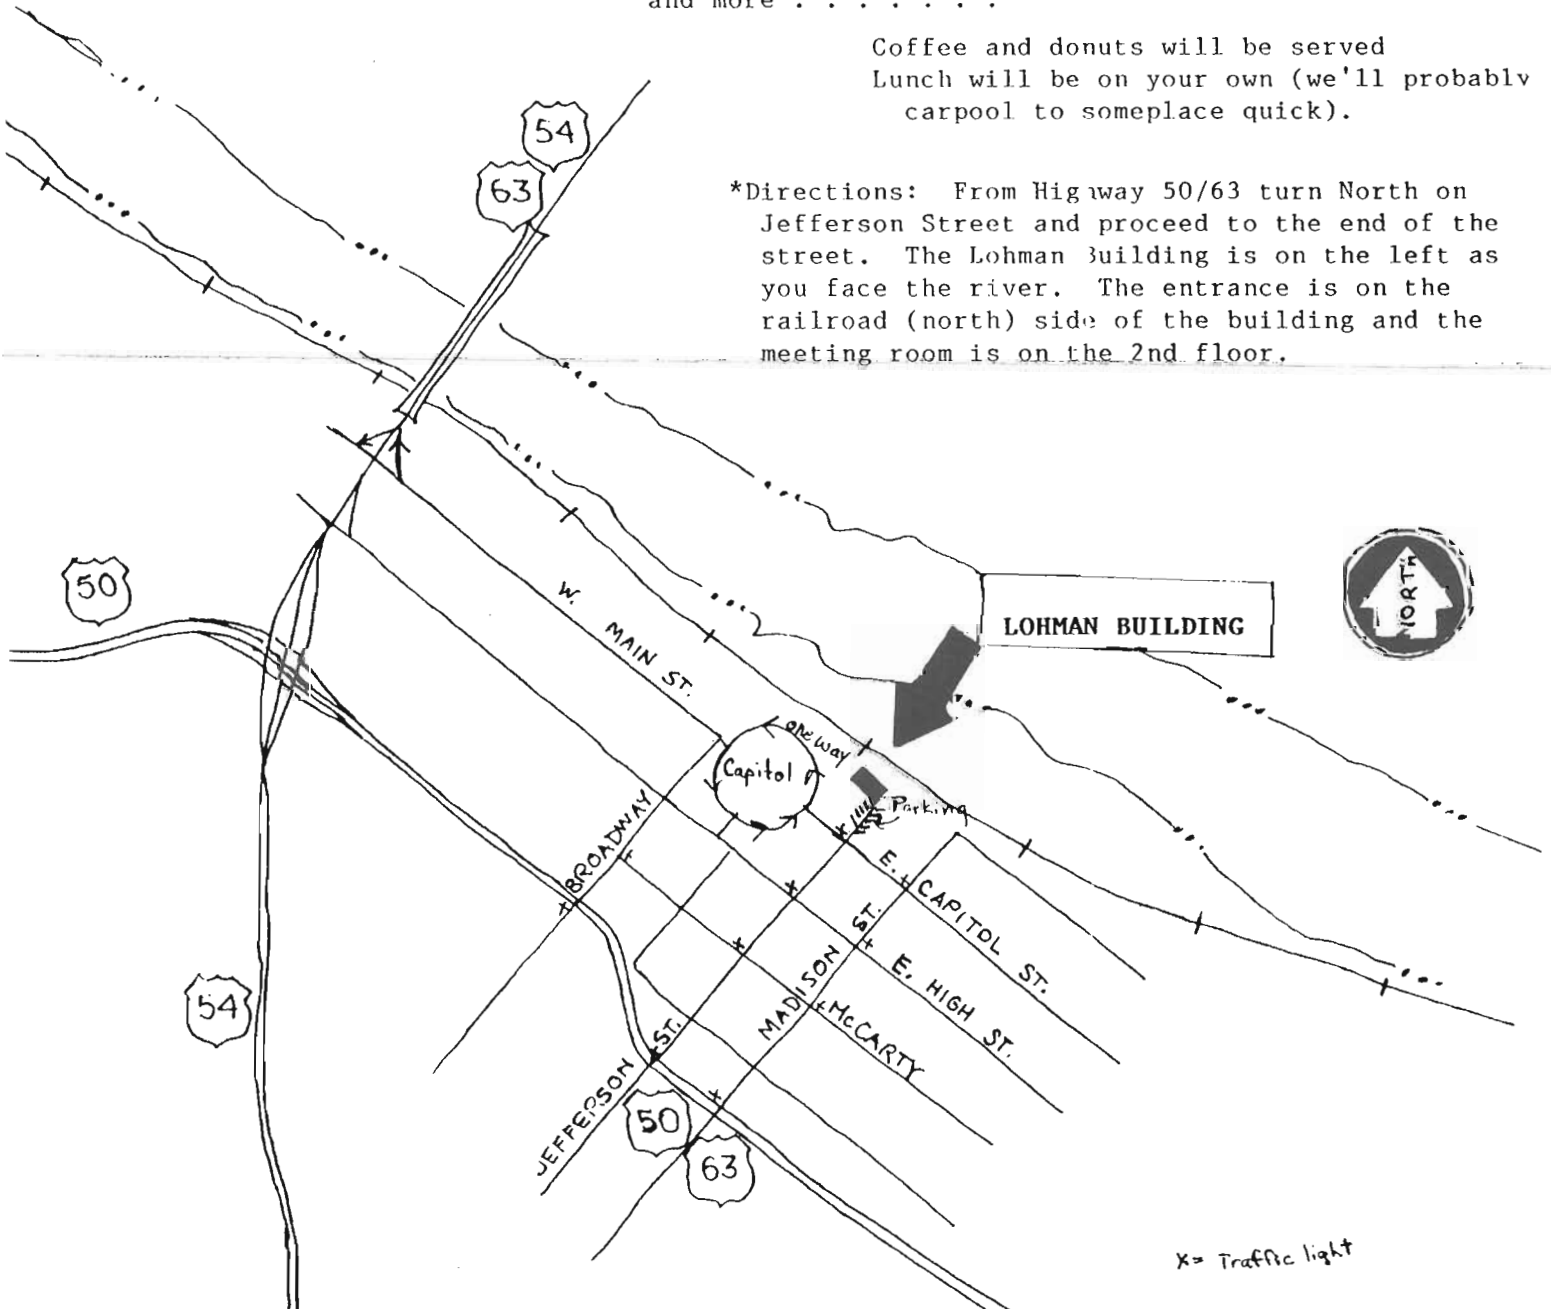 and more . . . . . . .
Coffee and donuts will be served
Lunch will be on your own (we'll probably
carpool to someplace quick).
*Directions: From Highway 50/63 turn North on
Jefferson Street and proceed to the end of the
street. The Lohman Building is on the left as
you face the river. The entrance is on the
railroad (north) side of the building and the
meeting room is on the 2nd floor.
54
63
50
W. MAIN ST.
LOHMAN BUILDING
NORTH
one way
Capitol
Parking
BROADWAY
E. CAPITOL ST.
MADISON ST.
E. HIGH ST.
McCARTY
54
JEFFERSON ST.
50
63
x = Traffic light